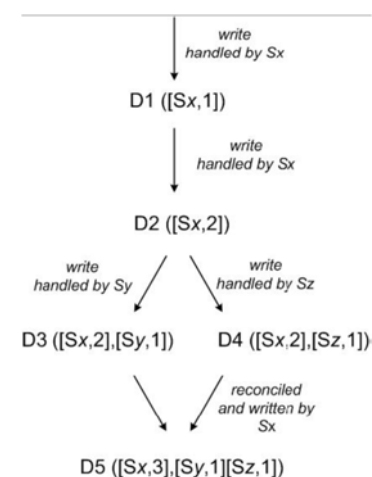 write
handled by Sx
D1 ([Sx,1])
write
handled by Sx
D2 ([Sx,2])
write
handled by Sy
write
handled by Sz
D3 ([Sx,2],[Sy,1])
D4 ([Sx,2],[Sz,1])
reconciled
and written by
Sx
D5 ([Sx,3],[Sy,1][Sz,1])